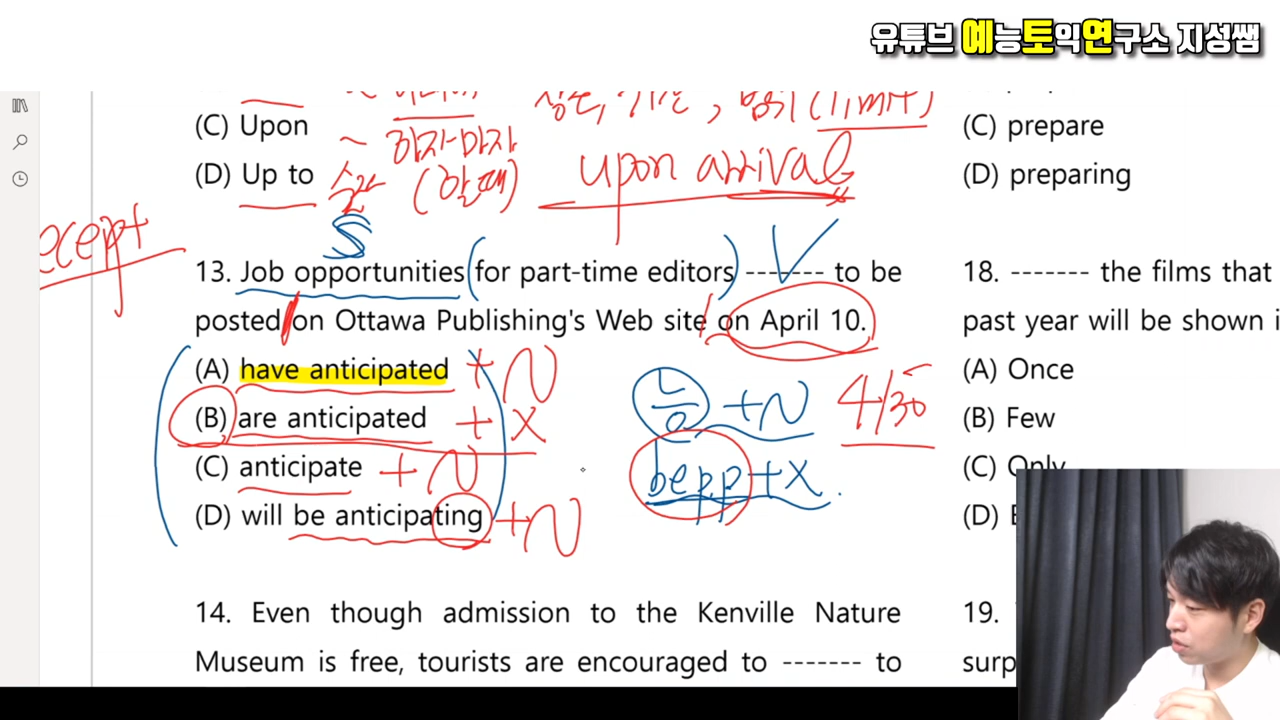 유튜브 예능토익연구소 지성쌤
(limit)
(C) Upon ~ 하자마자
(D) Up to (할때) upon arrival
eceipt
S V
13. Job opportunities (for part-time editors) ------- to be
posted on Ottawa Publishing's Web site on April 10.
(A) have anticipated + N
(B) are anticipated + X
(C) anticipate + N
(D) will be anticipating + N
+ N 4/30
be pp + X
14. Even though admission to the Kenville Nature
Museum is free, tourists are encouraged to ------- to
(C) prepare
(D) preparing
18. ------- the films that
past year will be shown i
(A) Once
(B) Few
(C) Only
(D)
19.
surp